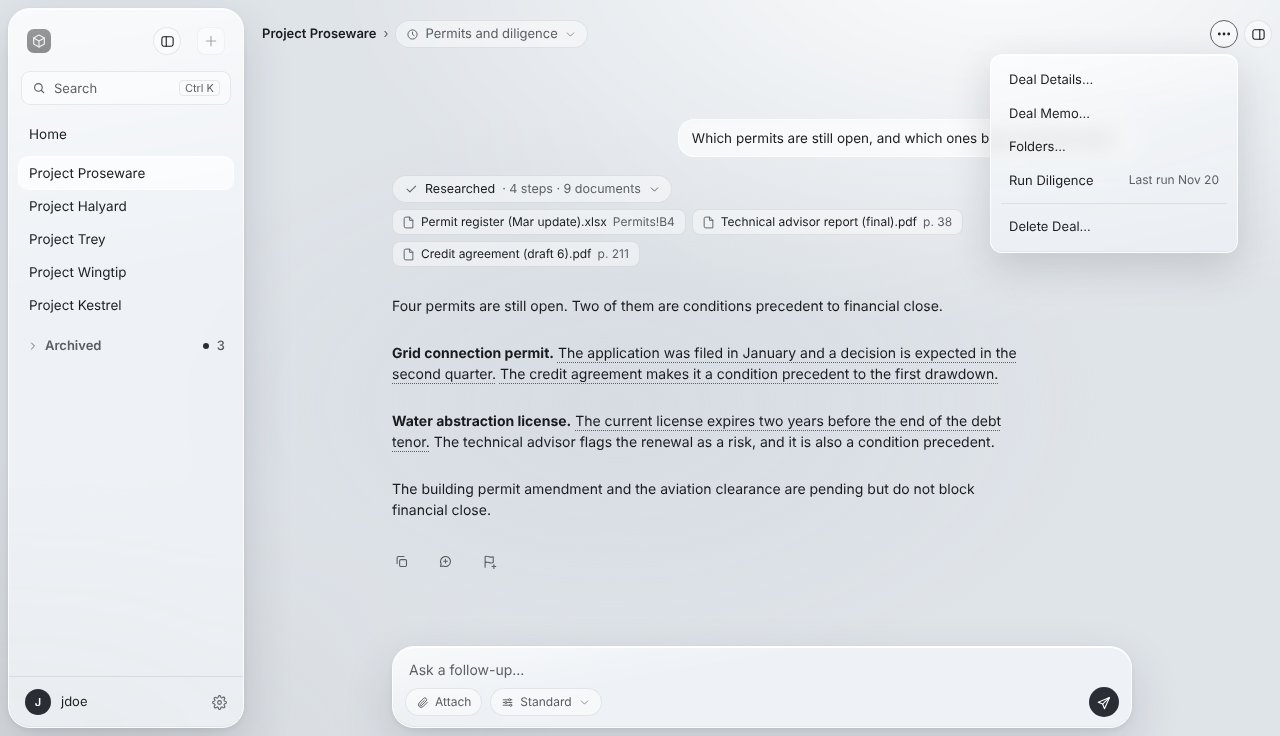 Project Proseware › Permits and diligence
Search Ctrl K
Home
Project Proseware
Project Halyard
Project Trey
Project Wingtip
Project Kestrel
Archived 3
J jdoe
Deal Details...
Deal Memo...
Folders...
Run Diligence Last run Nov 20
Delete Deal...
Which permits are still open, and which ones
Researched · 4 steps · 9 documents
Permit register (Mar update).xlsx Permits!B4
Technical advisor report (final).pdf p. 38
Credit agreement (draft 6).pdf p. 211
Four permits are still open. Two of them are conditions precedent to financial close.
Grid connection permit. The application was filed in January and a decision is expected in the
second quarter. The credit agreement makes it a condition precedent to the first drawdown.
Water abstraction license. The current license expires two years before the end of the debt
tenor. The technical advisor flags the renewal as a risk, and it is also a condition precedent.
The building permit amendment and the aviation clearance are pending but do not block
financial close.
Ask a follow-up...
Attach Standard